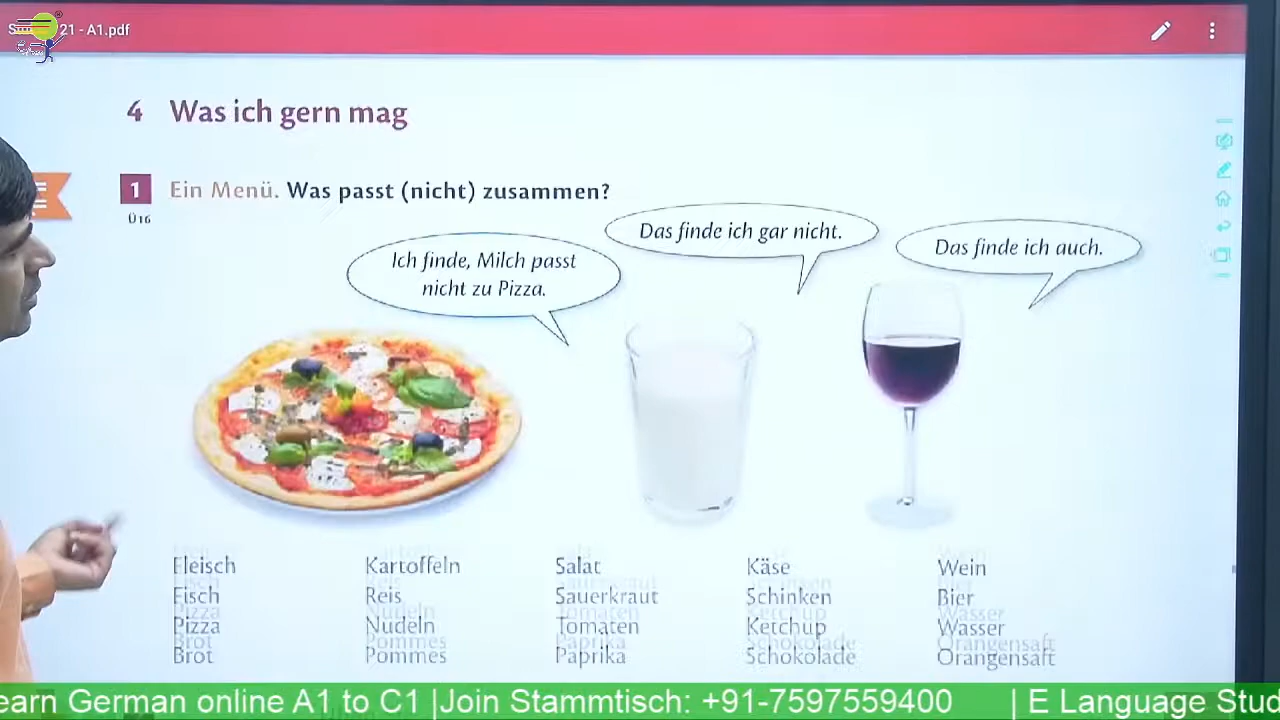 21 - A1.pdf
4 Was ich gern mag
1 Ein Menü. Was passt (nicht) zusammen?
Ü16
Das finde ich gar nicht.
Das finde ich auch.
Ich finde, Milch passt
nicht zu Pizza.
Fleisch Kartoffeln Salat Käse Wein
Fisch Reis Sauerkraut Schinken Bier
Pizza Nudeln Tomaten Ketchup Wasser
Brot Pommes Paprika Schokolade Orangensaft
earn German online A1 to C1 |Join Stammtisch: +91-7597559400 | E Language Stud